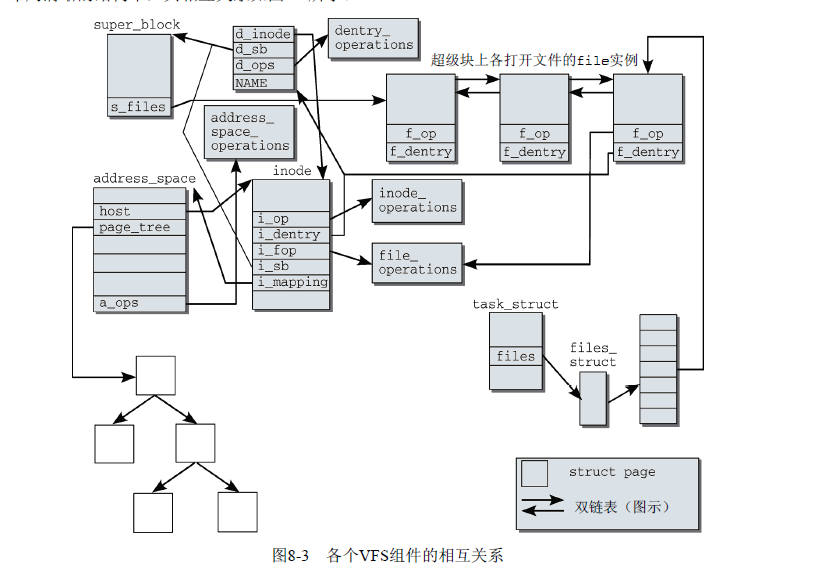 super_block
s_files
d_inode
d_sb
d_ops
NAME
dentry_
operations
超级块上各打开文件的file实例
f_op
f_dentry
f_op
f_dentry
f_op
f_dentry
address_
space_
operations
address_space
host
page_tree
a_ops
inode
i_op
i_dentry
i_fop
i_sb
i_mapping
inode_
operations
file_
operations
task_struct
files
files_
struct
struct page
双链表（图示）
图8-3 各个VFS组件的相互关系